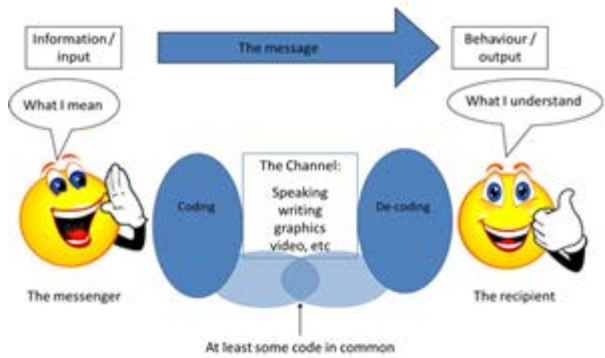 Information /
input
The message
Behaviour /
output
What I mean
What I understand
Coding
The Channel:
Speaking
writing
graphics
video, etc
De-coding
The messenger
The recipient
At least some code in common